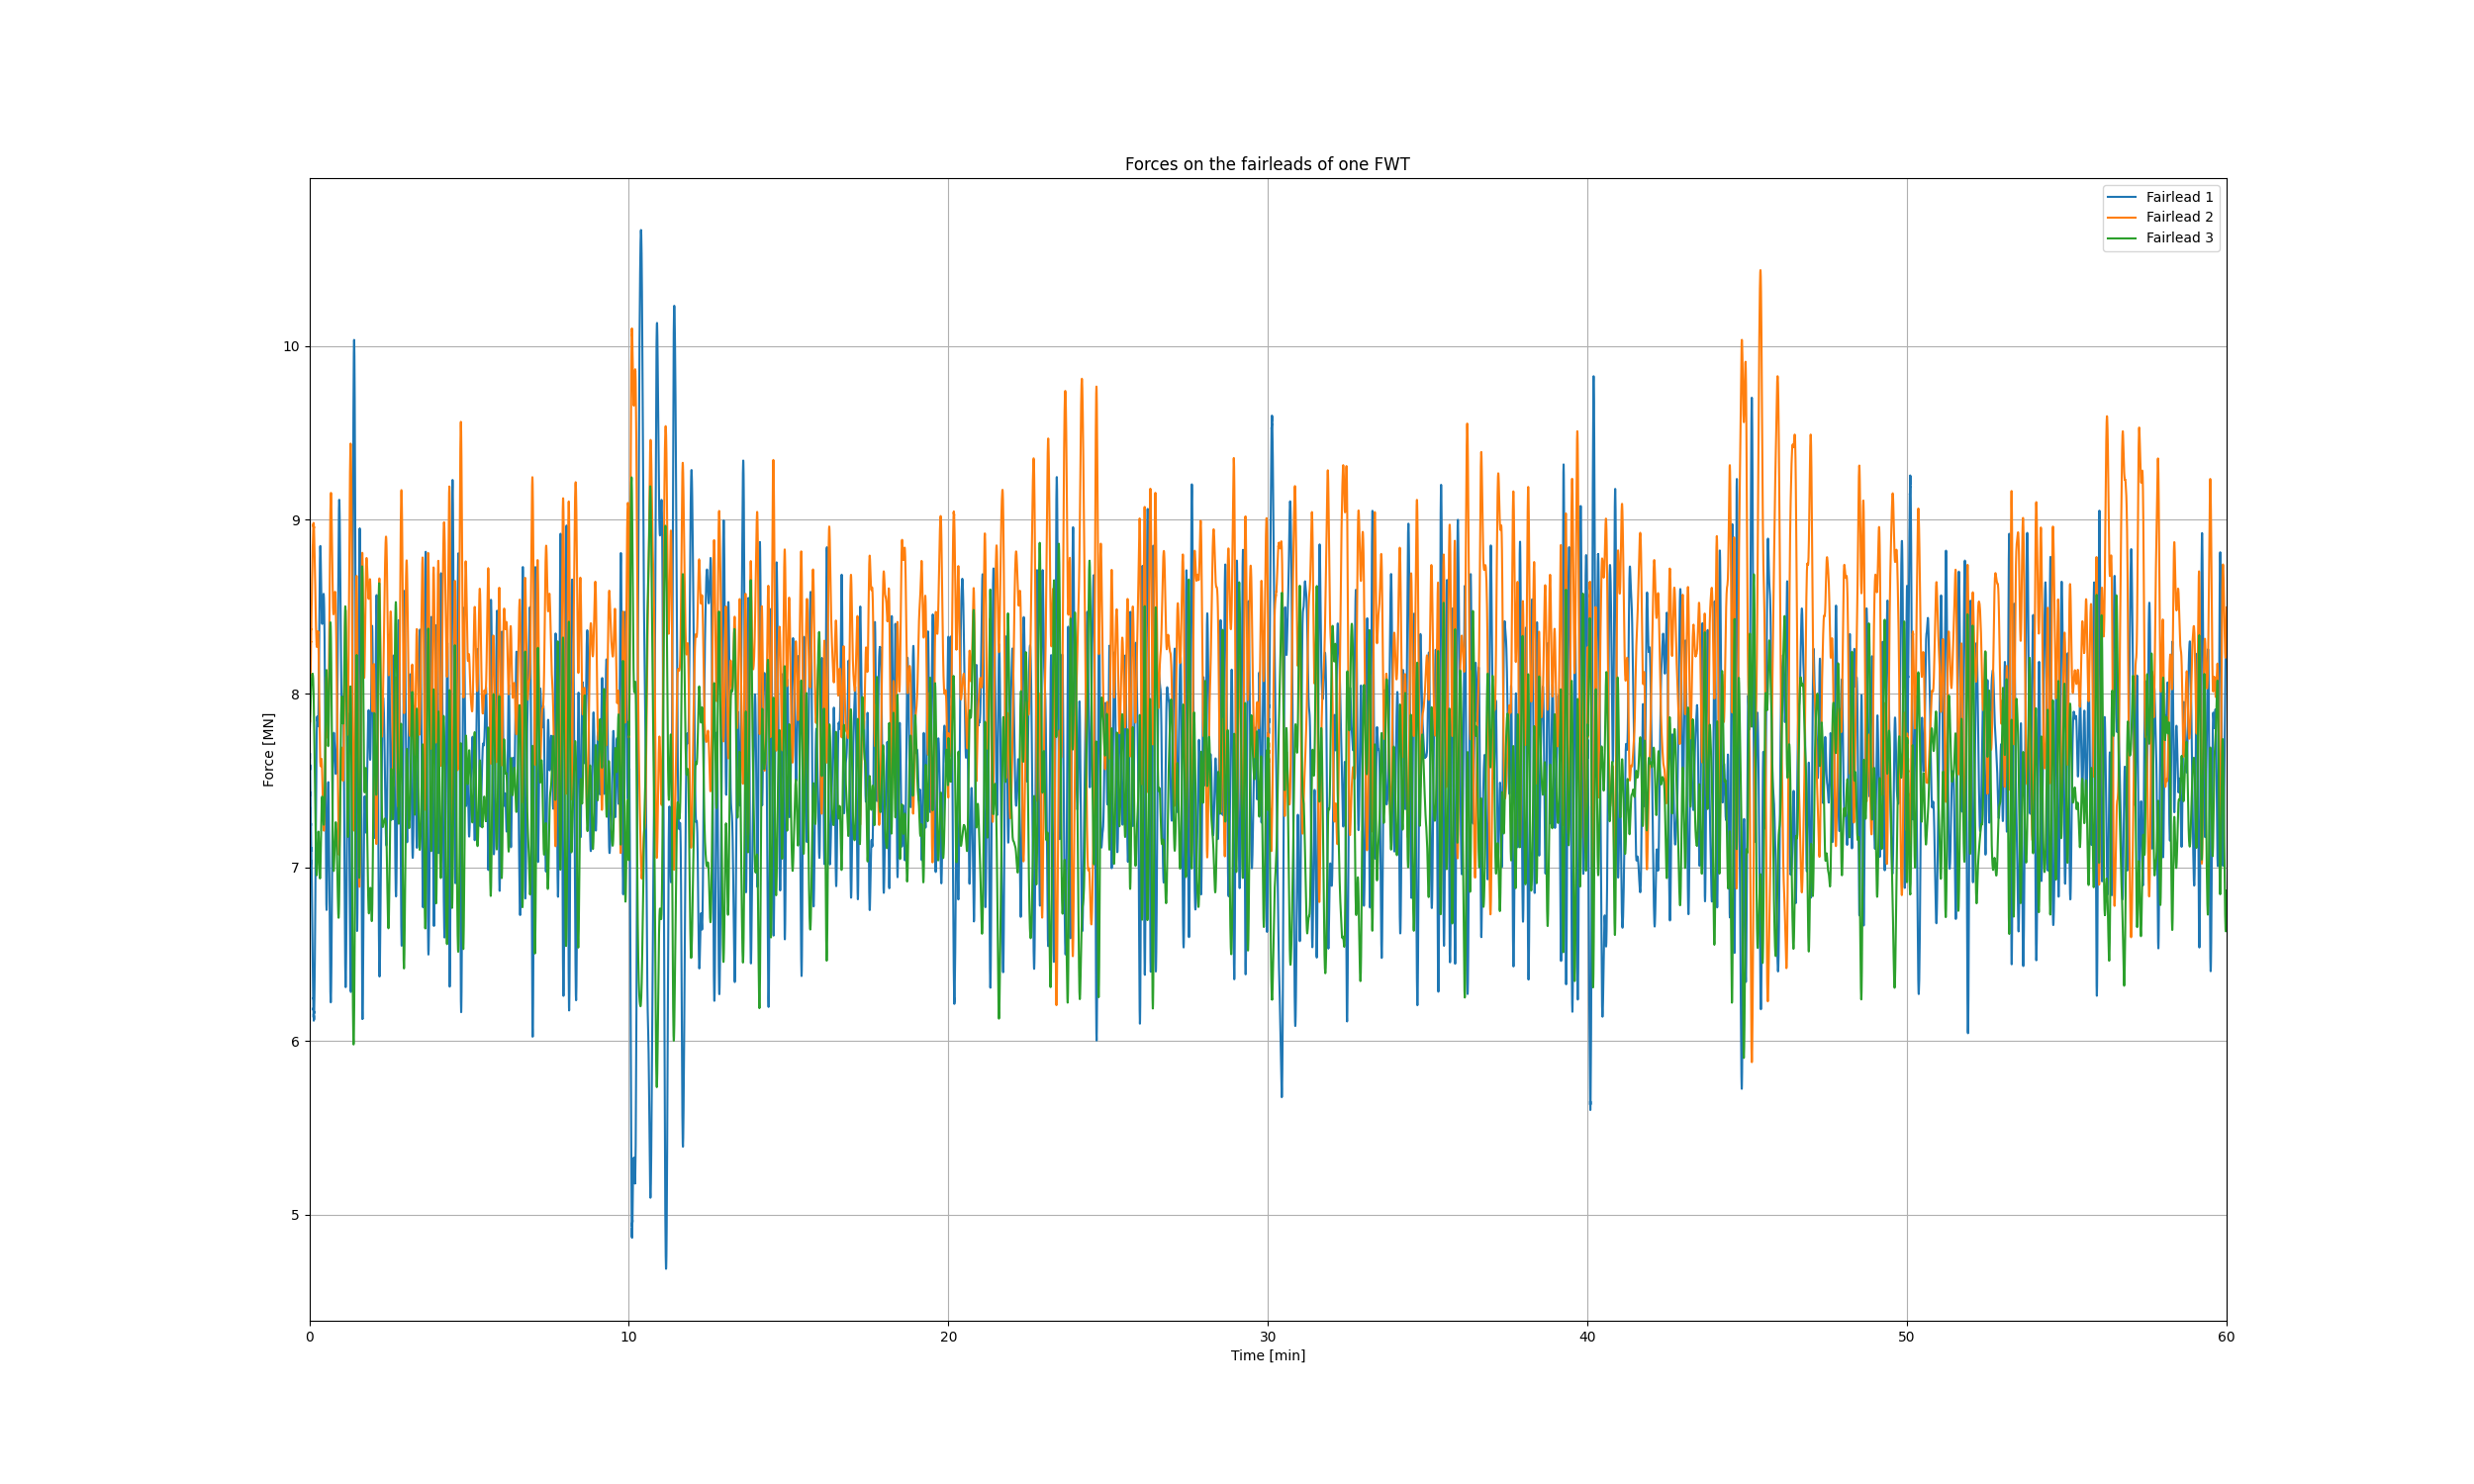 Forces on the fairleads of one FWT
Fairlead 1
Fairlead 2
Fairlead 3
Force [MN]
10
9
8
7
6
5
0 10 20 30 40 50 60
Time [min]